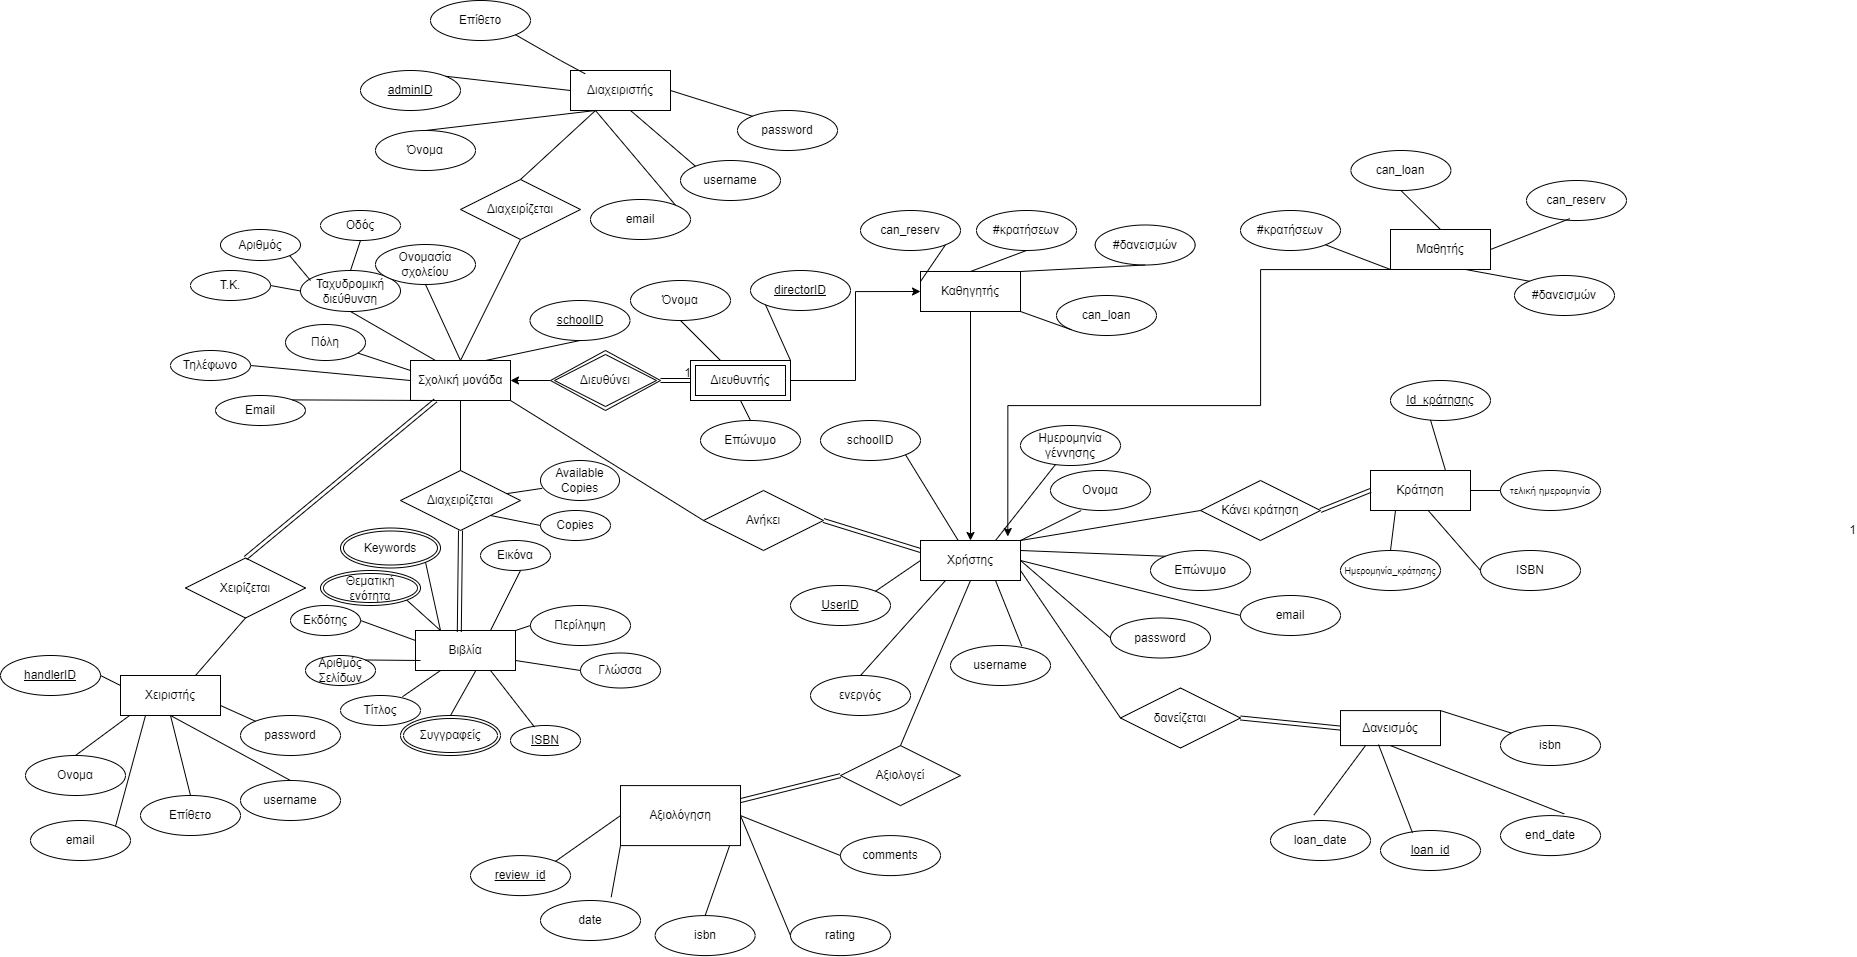 Επίθετο
adminID
Διαχειριστής
password
Όνομα
username
email
Διαχειρίζεται
Οδός
Αριθμός
Ονομασία
σχολείου
Τ.Κ.
Ταχυδρομική
διεύθυνση
Πόλη
Τηλέφωνο
Email
schoolID
Σχολική μονάδα
Διευθύνει
1
Όνομα
directorID
Διευθυντής
Επώνυμο
can_reserv
#κρατήσεων
#δανεισμών
Καθηγητής
can_loan
can_loan
can_reserv
#κρατήσεων
Μαθητής
#δανεισμών
schoolID
Ημερομηνία
γέννησης
Ονομα
Id_κράτησης
Κράτηση
τελική ημερομηνία
Κάνει κράτηση
Ημερομηνία_κράτησης
ISBN
1
Διαχειρίζεται
Available
Copies
Copies
Ανήκει
Χρήστης
Επώνυμο
UserID
email
password
username
ενεργός
Keywords
Εικόνα
Θεματική
ενότητα
Εκδότης
Περίληψη
Βιβλία
Αριθμός
Σελίδων
Γλώσσα
Τίτλος
Συγγραφείς
ISBN
Χειρίζεται
handlerID
Χειριστής
password
Ονομα
username
Επίθετο
email
δανείζεται
Δανεισμός
isbn
loan_date
loan_id
end_date
Αξιολογεί
Αξιολόγηση
comments
review_id
date
isbn
rating